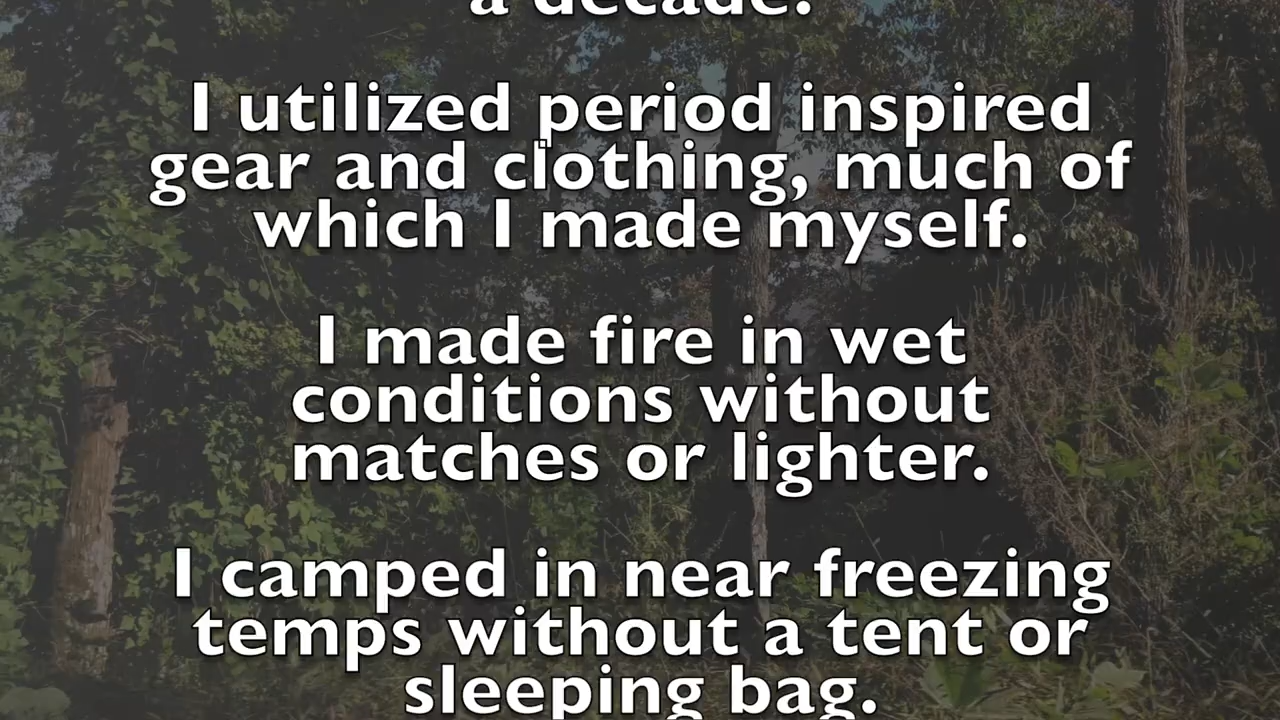 a decade.
I utilized period inspired
gear and clothing, much of
which I made myself.
I made fire in wet
conditions without
matches or lighter.
I camped in near freezing
temps without a tent or
sleeping bag.